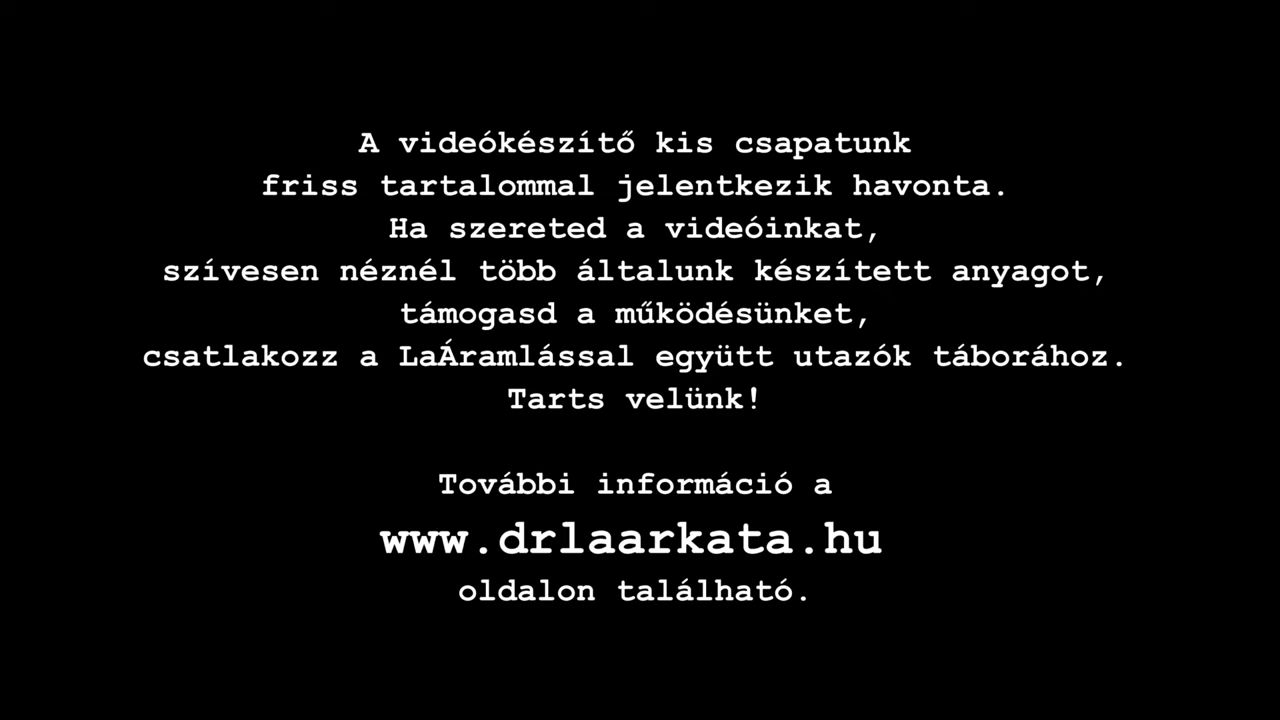 A videókészítő kis csapatunk
friss tartalommal jelentkezik havonta.
Ha szereted a videóinkat,
szívesen néznél több általunk készített anyagot,
támogasd a működésünket,
csatlakozz a LaÁramlással együtt utazók táborához.
Tarts velünk!
További információ a
www.drlaarkata.hu
oldalon található.